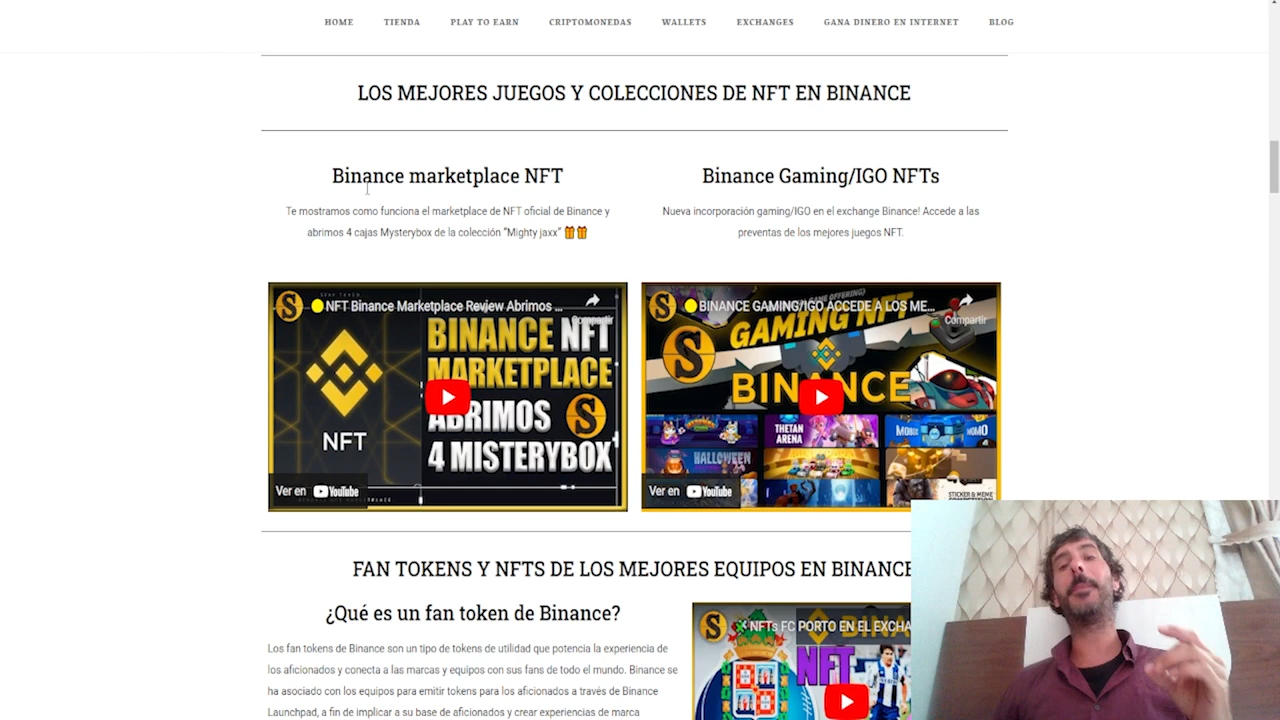 HOME TIENDA PLAY TO EARN CRIPTOMONEDAS WALLETS EXCHANGES GANA DINERO EN INTERNET BLOG
LOS MEJORES JUEGOS Y COLECCIONES DE NFT EN BINANCE
Binance marketplace NFT
Te mostramos como funciona el marketplace de NFT oficial de Binance y
abrimos 4 cajas Mysterybox de la colección "Mighty jaxx" 🎁🎁
Binance Gaming/IGO NFTs
Nueva incorporación gaming/IGO en el exchange Binance! Accede a las
preventas de los mejores juegos NFT.
S
NFT Binance Marketplace Review Abrimos ...
Compartir
BINANCE NFT
MARKETPLACE
ABRIMOS S
4 MISTERYBOX
NFT
Ver en YouTube
S
BINANCE GAMING/IGO ACCEDE A LOS ME...
Compartir
GAMING NFT
S
BINANCE
THETAN
ARENA
MOBOX
MOMO
HALLOWEEN
STICKER & MEME
Ver en YouTube
FAN TOKENS Y NFTS DE LOS MEJORES EQUIPOS EN BINANCE
¿Qué es un fan token de Binance?
Los fan tokens de Binance son un tipo de tokens de utilidad que potencia la experiencia de
los aficionados y conecta a las marcas y equipos con sus fans de todo el mundo. Binance se
ha asociado con los equipos para emitir tokens para los aficionados a través de Binance
Launchpad, a fin de implicar a su base de aficionados y crear experiencias de marca
S
NFTs FC PORTO EN EL EXCHA
NFT